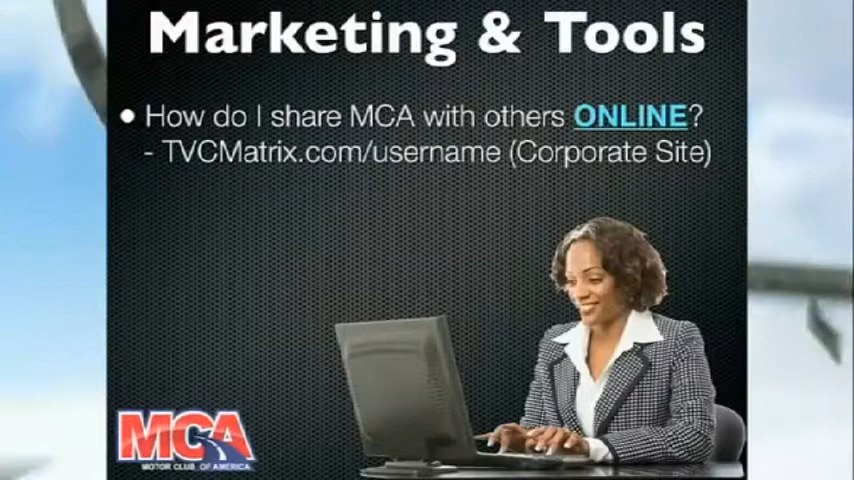 Marketing & Tools
• How do I share MCA with others ONLINE?
- TVCMatrix.com/username (Corporate Site)
MCA
MOTOR CLUB OF AMERICA